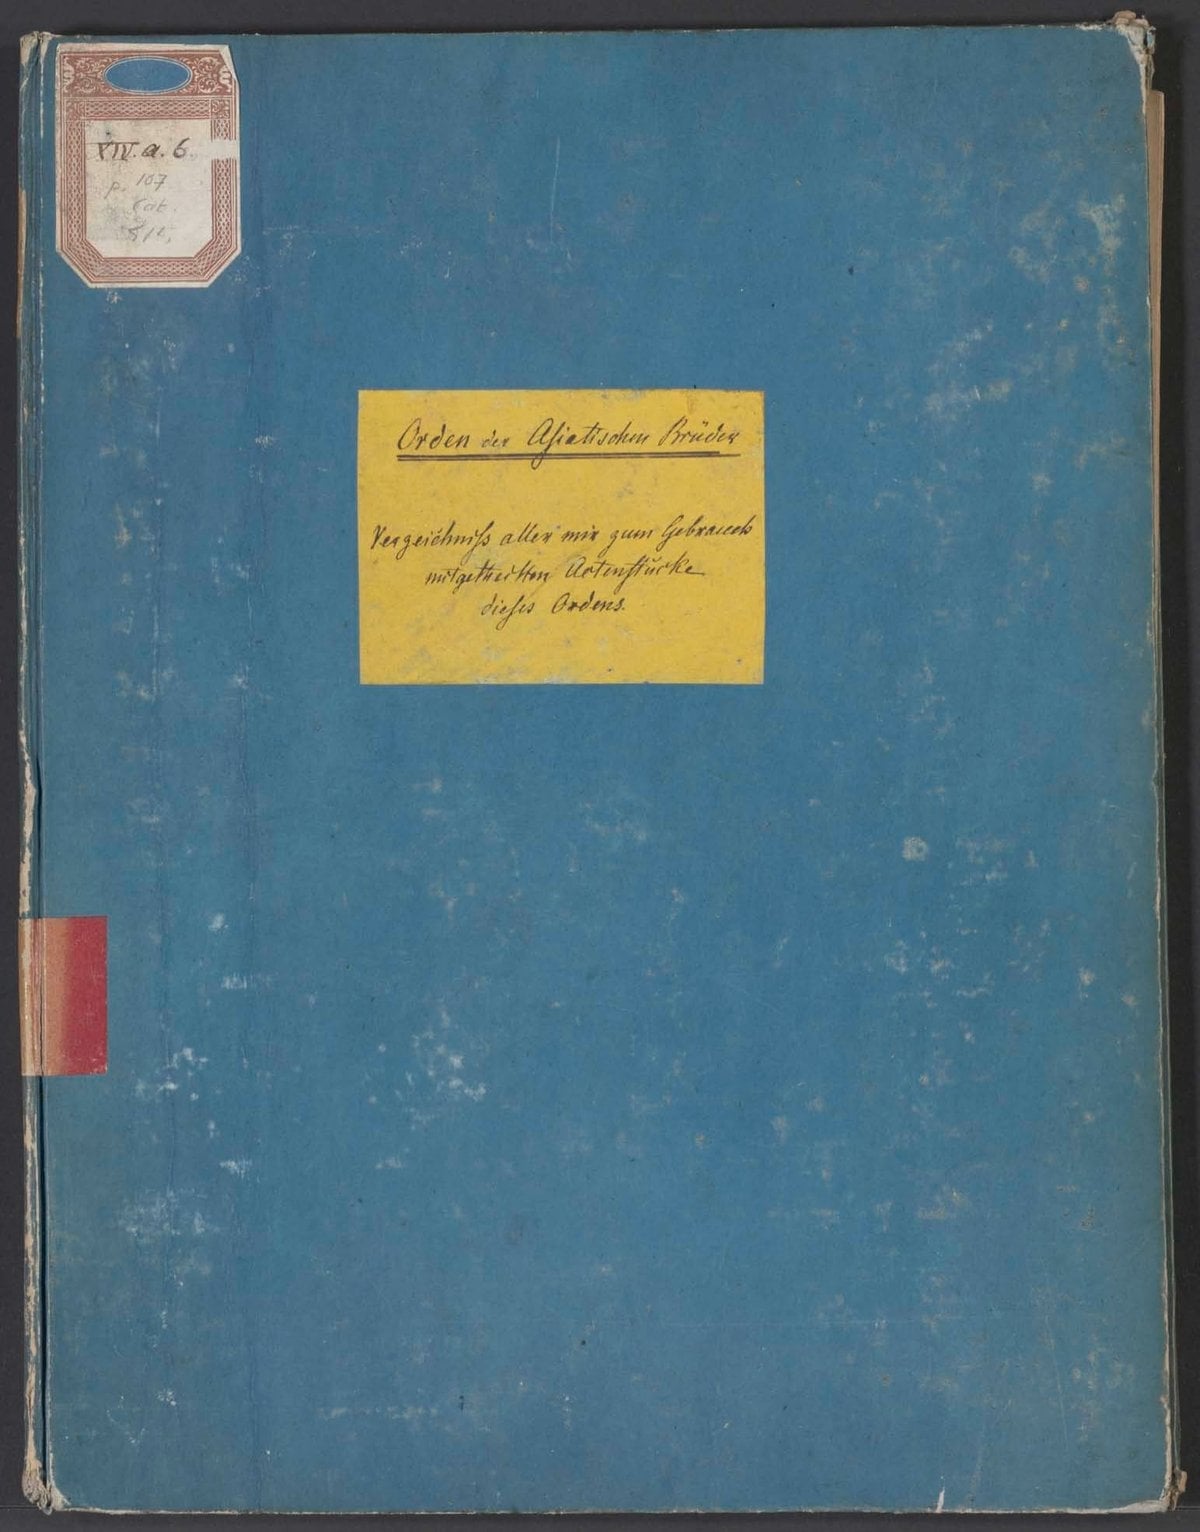 XIV. a. 6.
p. 107
Cat.
Orden der Asiatischen Brüder
Verzeichniss aller mir zum Gebrauch
mitgetheilten Actenstücke
dieses Ordens.